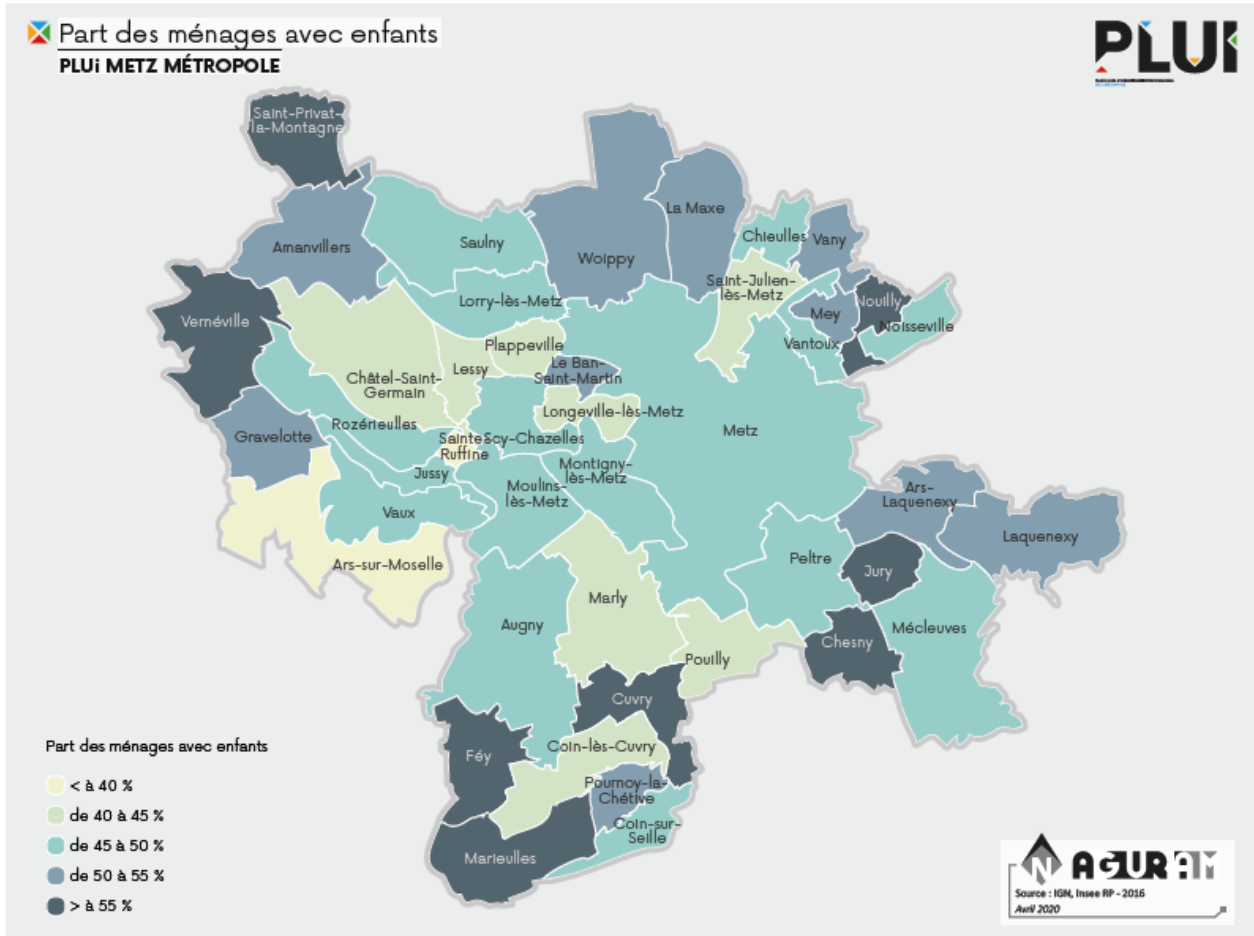 Part des ménages avec enfants
PLUi METZ MÉTROPOLE
PLUi
Saint-Privat-
la-Montagne
Amanvillers
Saulny
Woippy
La Maxe
Chieulles
Vany
Saint-Julien-
lès-Metz
Mey
Nouilly
Noisseville
Vantoux
Vernéville
Lorry-lès-Metz
Plappeville
Lessy
Le Ban-
Saint-Martin
Châtel-Saint-
Germain
Longeville-lès-Metz
Metz
Gravelotte
Rozérieulles
Sainte-
Ruffine
Scy-Chazelles
Jussy
Montigny-
lès-Metz
Moulins-
lès-Metz
Vaux
Ars-
Laquenexy
Laquenexy
Ars-sur-Moselle
Peltre
Jury
Marly
Augny
Mécleuves
Chesny
Pouilly
Cuvry
Coin-lès-Cuvry
Féy
Pournoy-la-
Chétive
Coin-sur-
Seille
Marieulles
Part des ménages avec enfants
< à 40 %
de 40 à 45 %
de 45 à 50 %
de 50 à 55 %
> à 55 %
N AGURAM
Source : IGN, Insee RP - 2016
Avril 2020